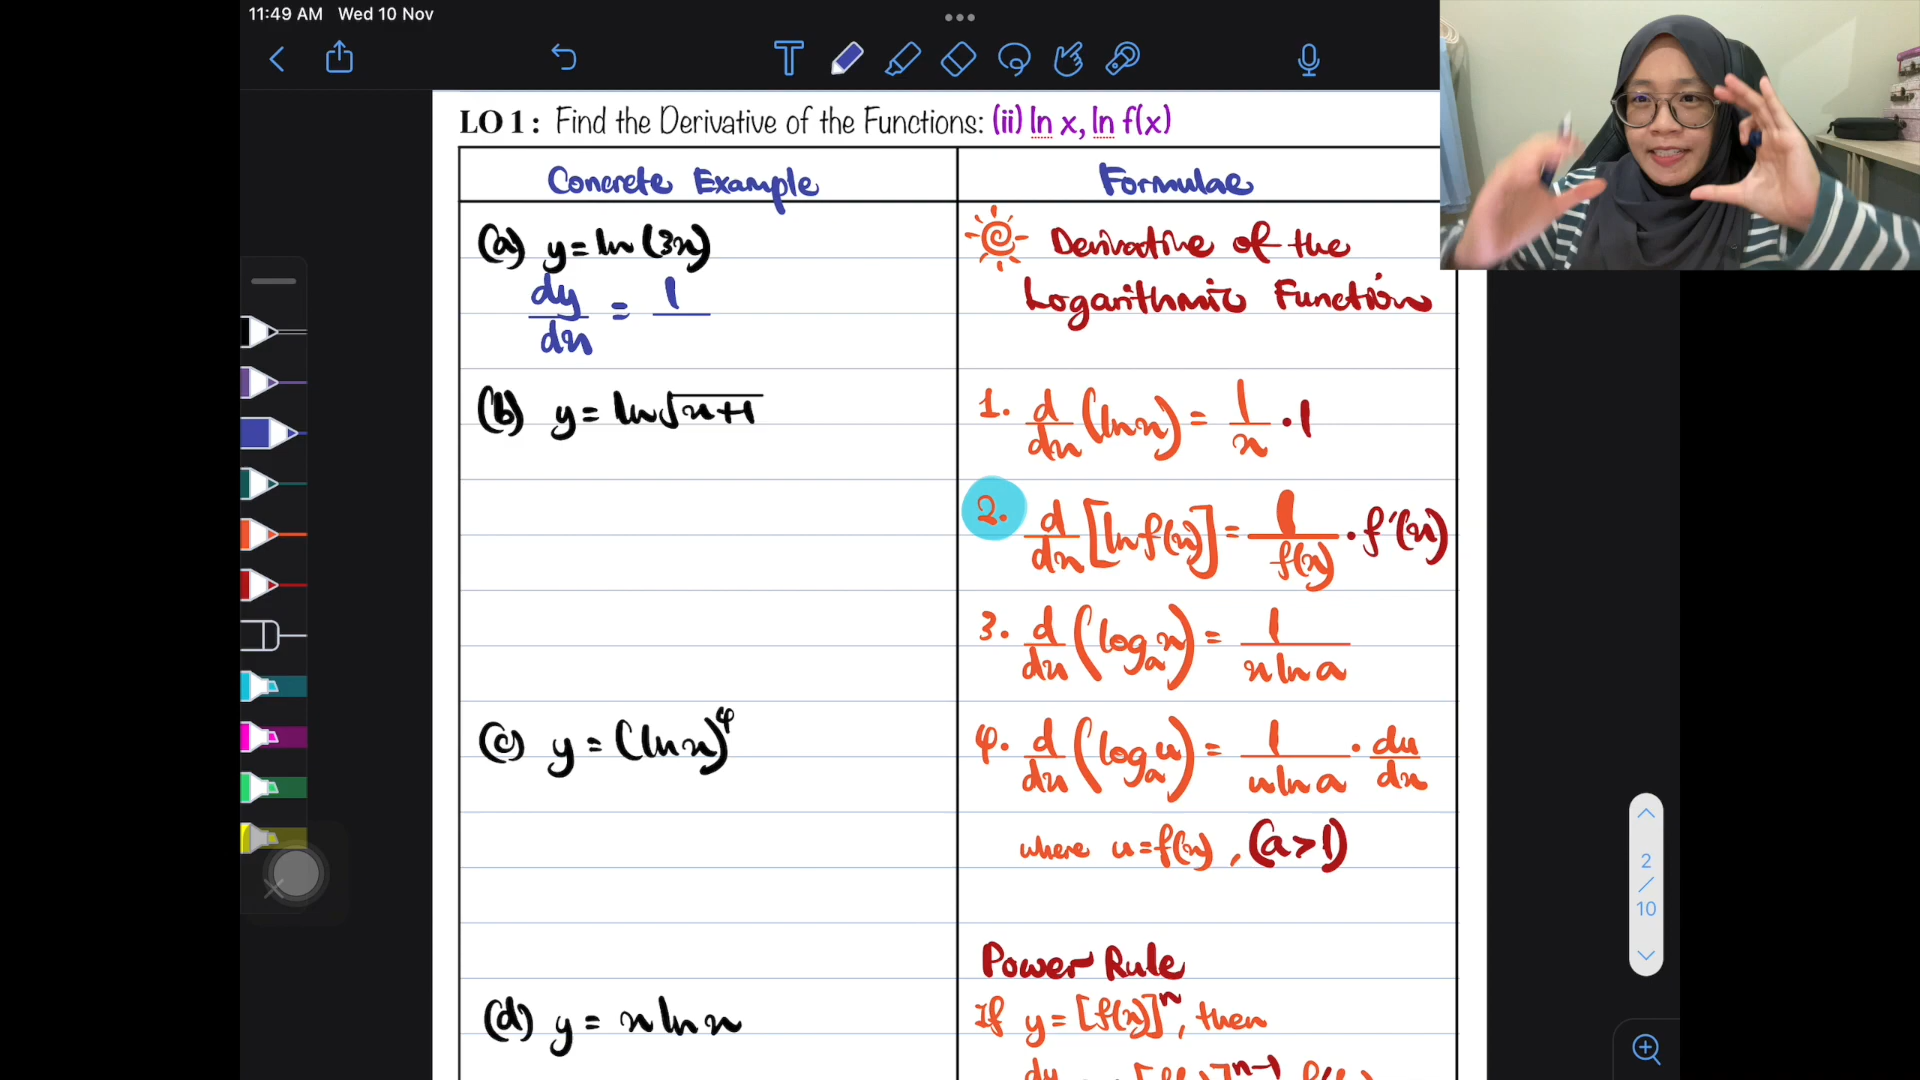 11:49 AM Wed 10 Nov
LO 1 : Find the Derivative of the Functions: (ii) ln x, ln f(x)
Concrete Example
(a) y = ln (3x)
dy/dx = 1
(b) y = ln √x+1
(c) y = (ln x)^4
(d) y = x ln x
Formulae
Derivative of the
Logarithmic Function
1. d/dx (ln x) = 1/x · 1
2. d/dx [ln f(x)] = 1/f(x) · f'(x)
3. d/dx (log_a x) = 1/(x ln a)
4. d/dx (log_a u) = 1/(u ln a) · du/dx
where u = f(x), (a > 1)
Power Rule
If y = [f(x)]^n, then
2
/
10